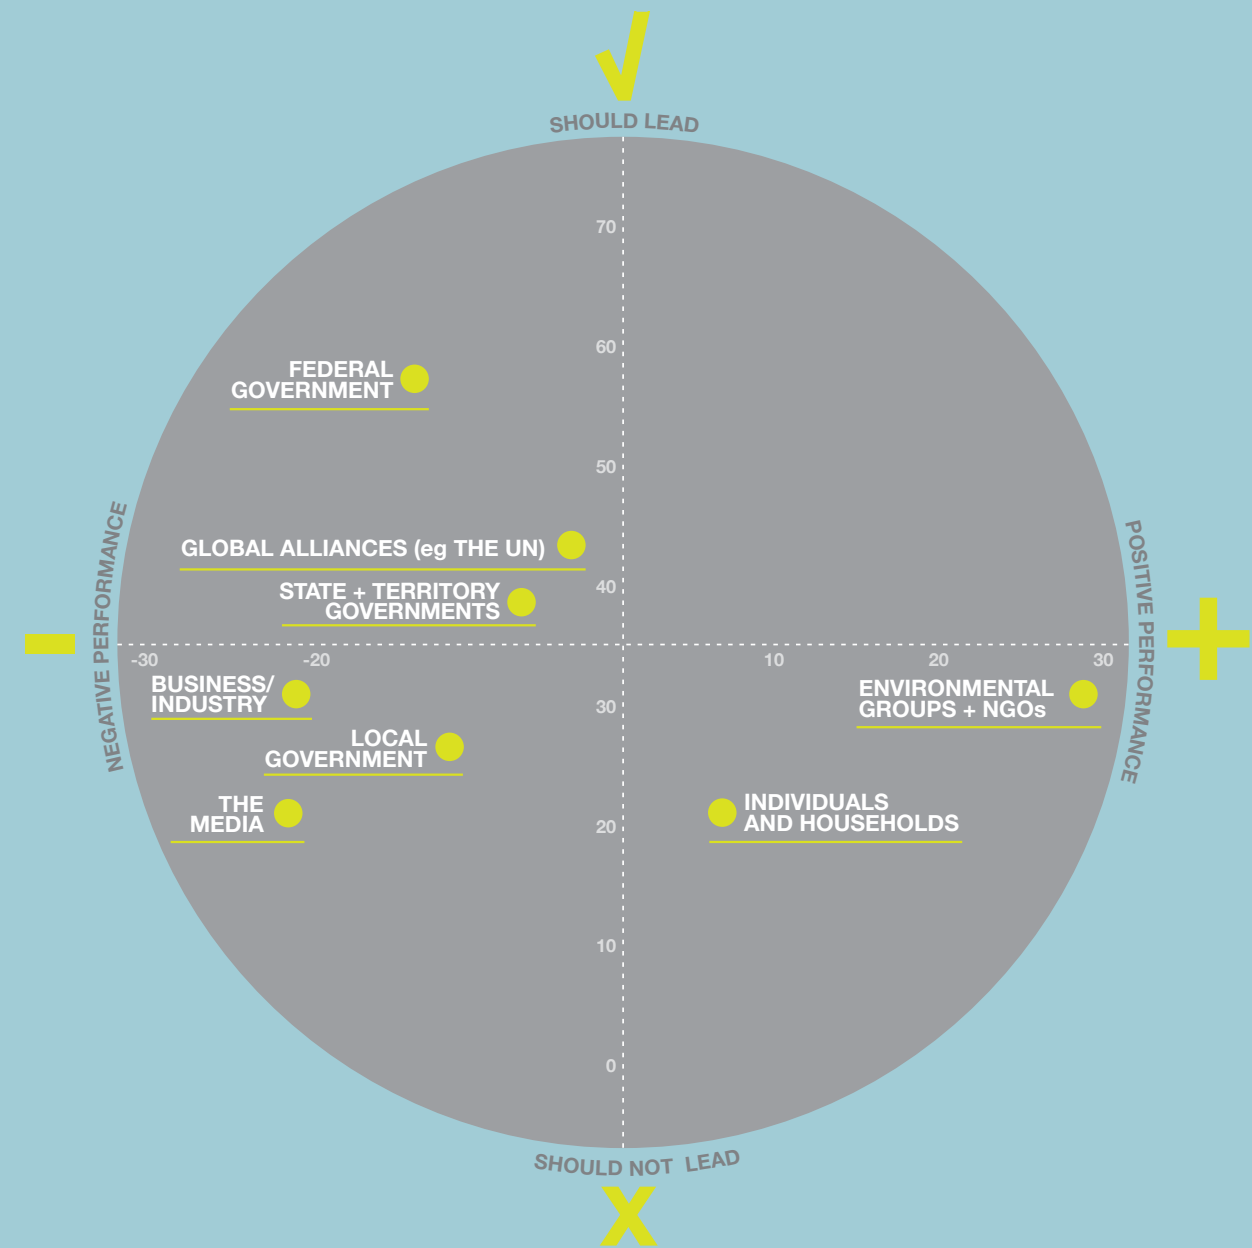 SHOULD LEAD
70
60
FEDERAL
GOVERNMENT
50
GLOBAL ALLIANCES (eg THE UN)
40
STATE + TERRITORY
GOVERNMENTS
NEGATIVE PERFORMANCE
POSITIVE PERFORMANCE
-30
-20
10
20
30
BUSINESS/
INDUSTRY
ENVIRONMENTAL
GROUPS + NGOs
30
LOCAL
GOVERNMENT
THE
MEDIA
INDIVIDUALS
AND HOUSEHOLDS
20
10
0
SHOULD NOT LEAD
X